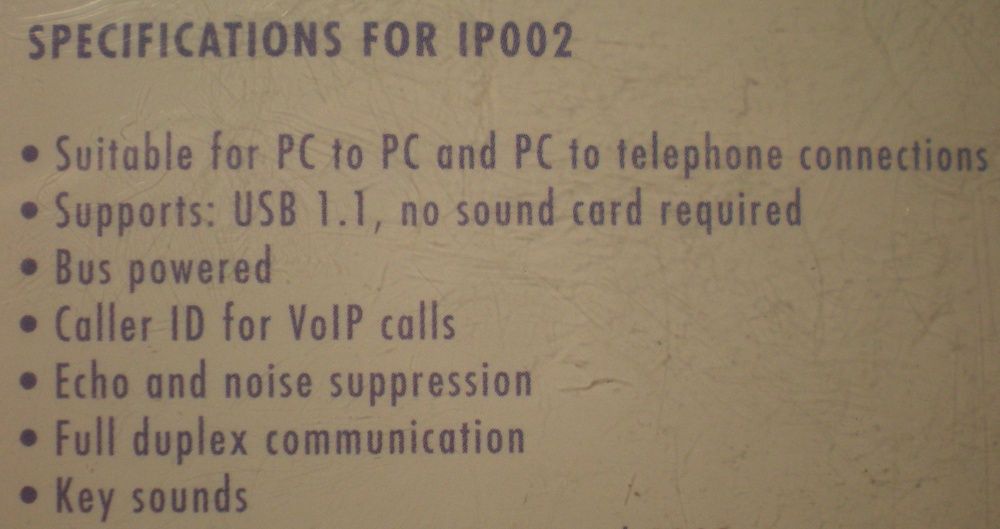 SPECIFICATIONS FOR IP002
• Suitable for PC to PC and PC to telephone connections
• Supports: USB 1.1, no sound card required
• Bus powered
• Caller ID for VoIP calls
• Echo and noise suppression
• Full duplex communication
• Key sounds